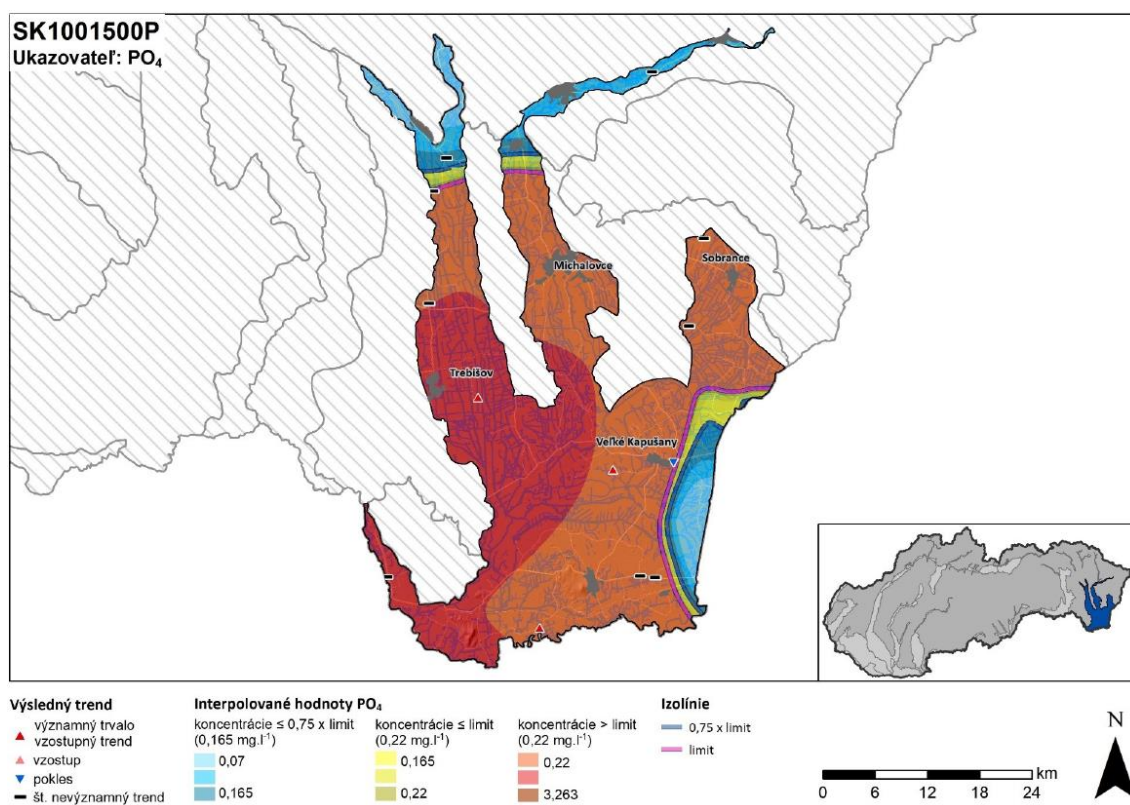 SK1001500P
Ukazovateľ: PO₄
Michalovce
Sobrance
Trebišov
Veľké Kapušany
Výsledný trend
významný trvalo
vzostupný trend
vzostup
pokles
št. nevýznamný trend
Interpolované hodnoty PO₄
koncentrácie ≤ 0,75 x limit
(0,165 mg.l⁻¹)
0,07
0,165
koncentrácie ≤ limit
(0,22 mg.l⁻¹)
0,165
0,22
koncentrácie > limit
(0,22 mg.l⁻¹)
0,22
3,263
Izolínie
0,75 x limit
limit
N
km
0 6 12 18 24